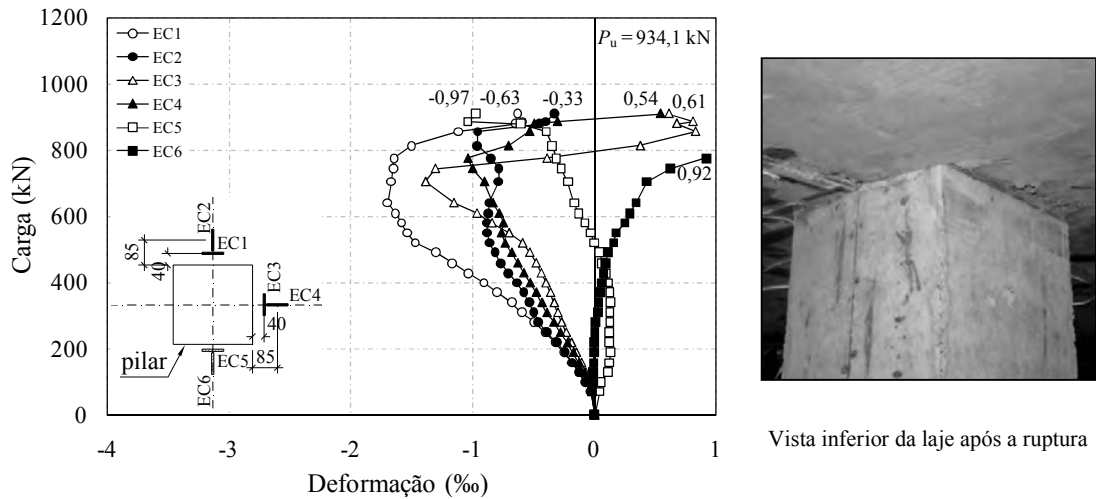 1200
1000
800
600
400
200
0
Carga (kN)
EC1
EC2
EC3
EC4
EC5
EC6
P_u = 934,1 kN
-0,97 -0,63 -0,33 0,54 0,61
0,92
EC2
EC1
85
40
EC3
EC4
40
pilar
EC5
85
EC6
-4 -3 -2 -1 0 1
Deformação (‰)
Vista inferior da laje após a ruptura